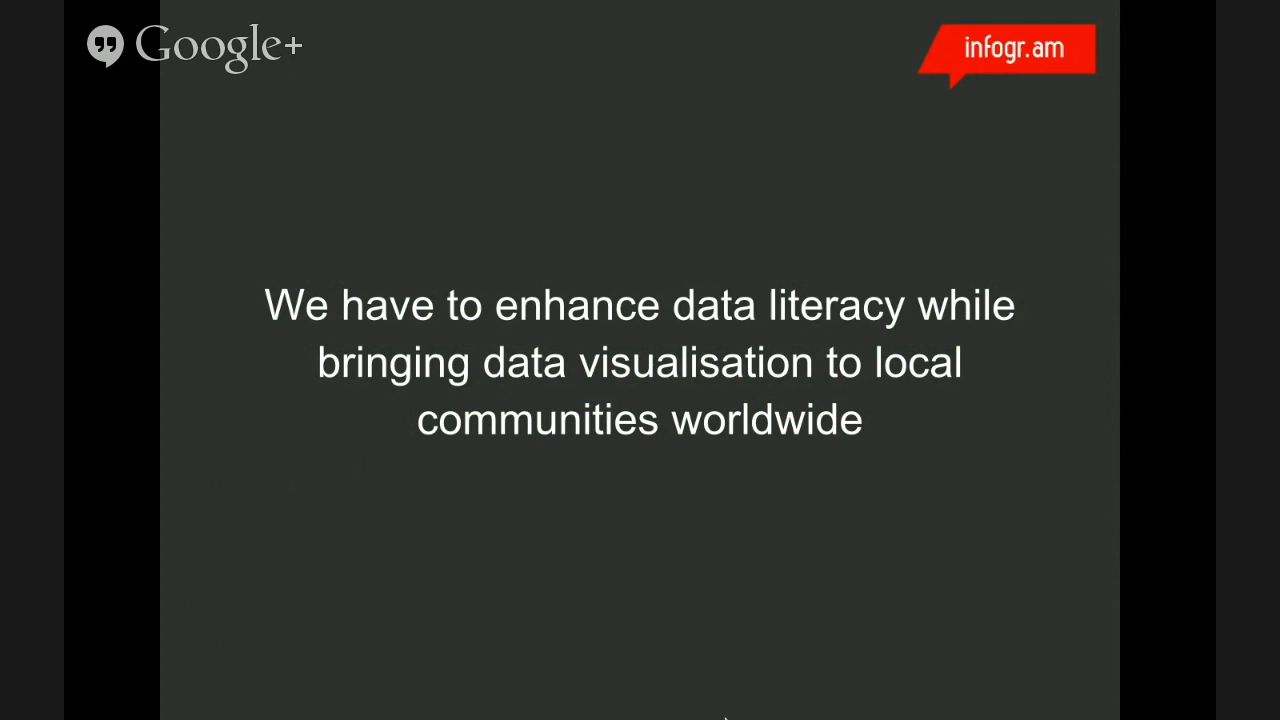 Google+
infogr.am
We have to enhance data literacy while
bringing data visualisation to local
communities worldwide